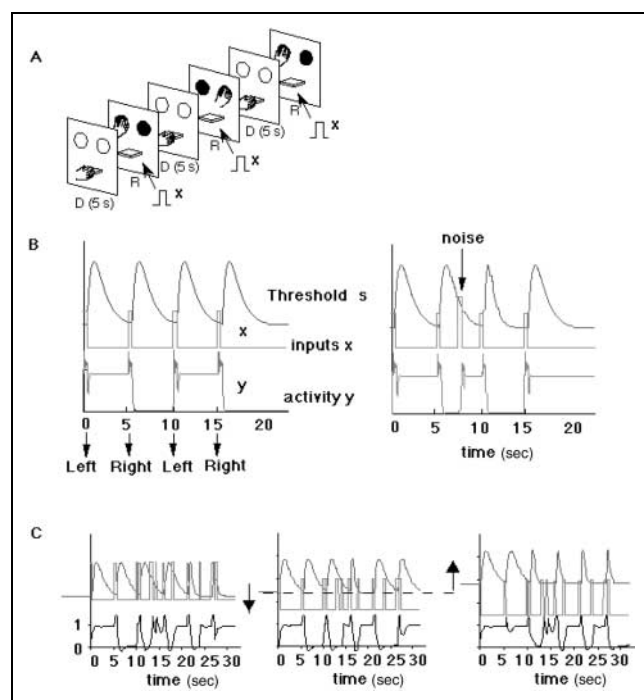 A
D (5 s)
R
x
D (5 s)
R
x
D (5 s)
R
x
B
noise
Threshold s
x
inputs x
y
activity y
0 5 10 15 20
Left Right Left Right
0 5 10 15 20
time (sec)
C
1
0
0 5 10 15 20 25 30
time (sec)
0 5 10 15 20 25 30
time (sec)
0 5 10 15 20 25 30
time (sec)